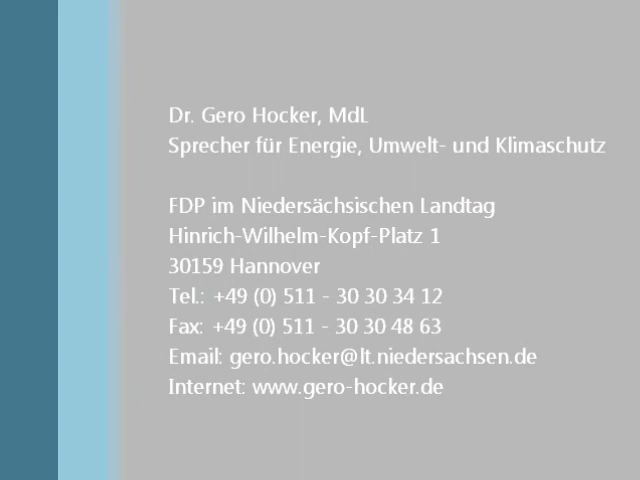 Dr. Gero Hocker, MdL
Sprecher für Energie, Umwelt- und Klimaschutz
FDP im Niedersächsischen Landtag
Hinrich-Wilhelm-Kopf-Platz 1
30159 Hannover
Tel.: +49 (0) 511 - 30 30 34 12
Fax: +49 (0) 511 - 30 30 48 63
Email: gero.hocker@lt.niedersachsen.de
Internet: www.gero-hocker.de